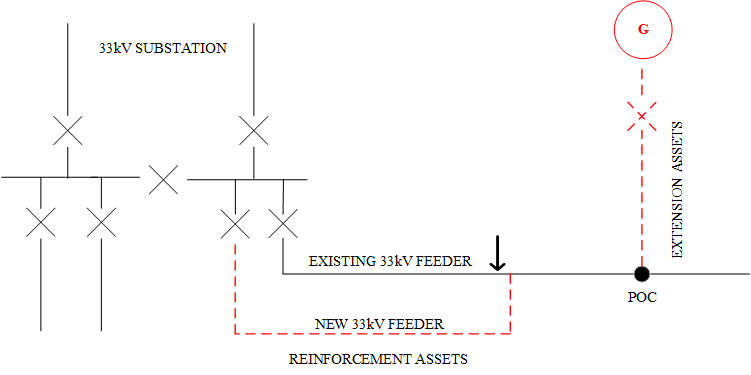 33kV SUBSTATION
G
EXTENSION ASSETS
EXISTING 33kV FEEDER
POC
NEW 33kV FEEDER
REINFORCEMENT ASSETS